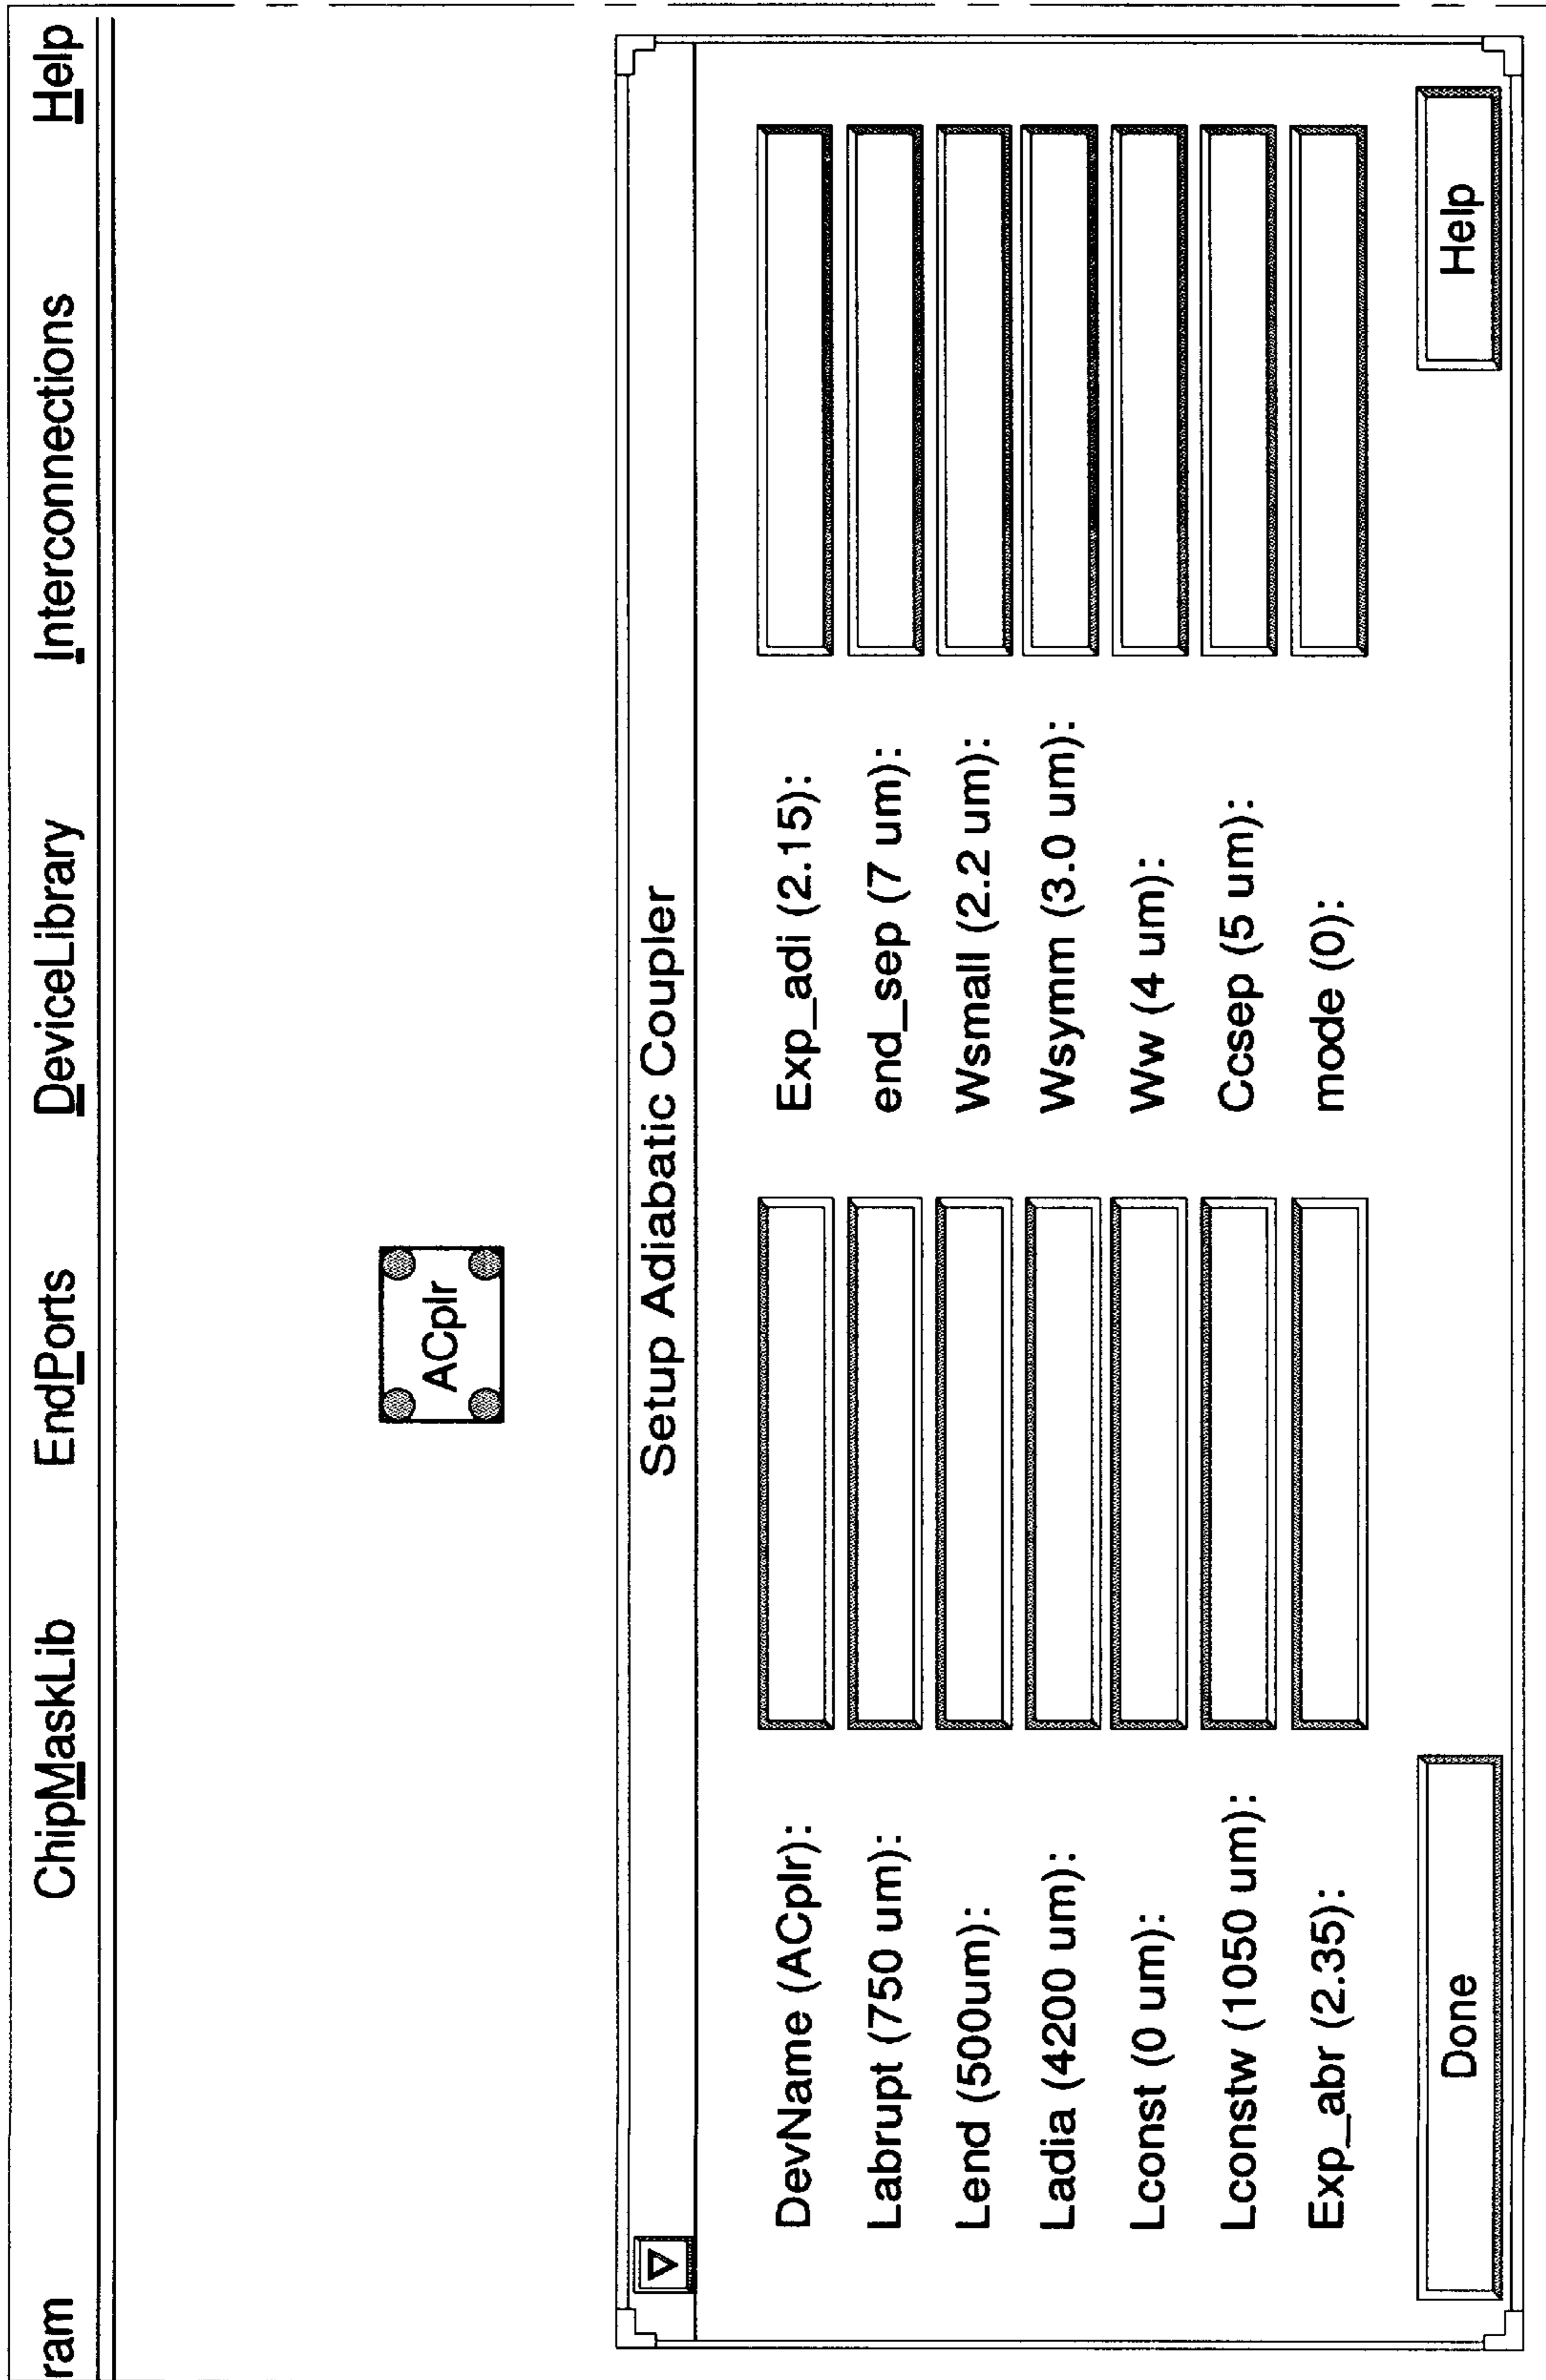 ram ChipMaskLib EndPorts DeviceLibrary Interconnections Help
ACplr
Setup Adiabatic Coupler
DevName (ACplr): Exp_adi (2.15):
Labrupt (750 um): end_sep (7 um):
Lend (500um): Wsmall (2.2 um):
Ladia (4200 um): Wsymm (3.0 um):
Lconst (0 um): Ww (4 um):
Lconstw (1050 um): Ccsep (5 um):
Exp_abr (2.35): mode (0):
Done Help